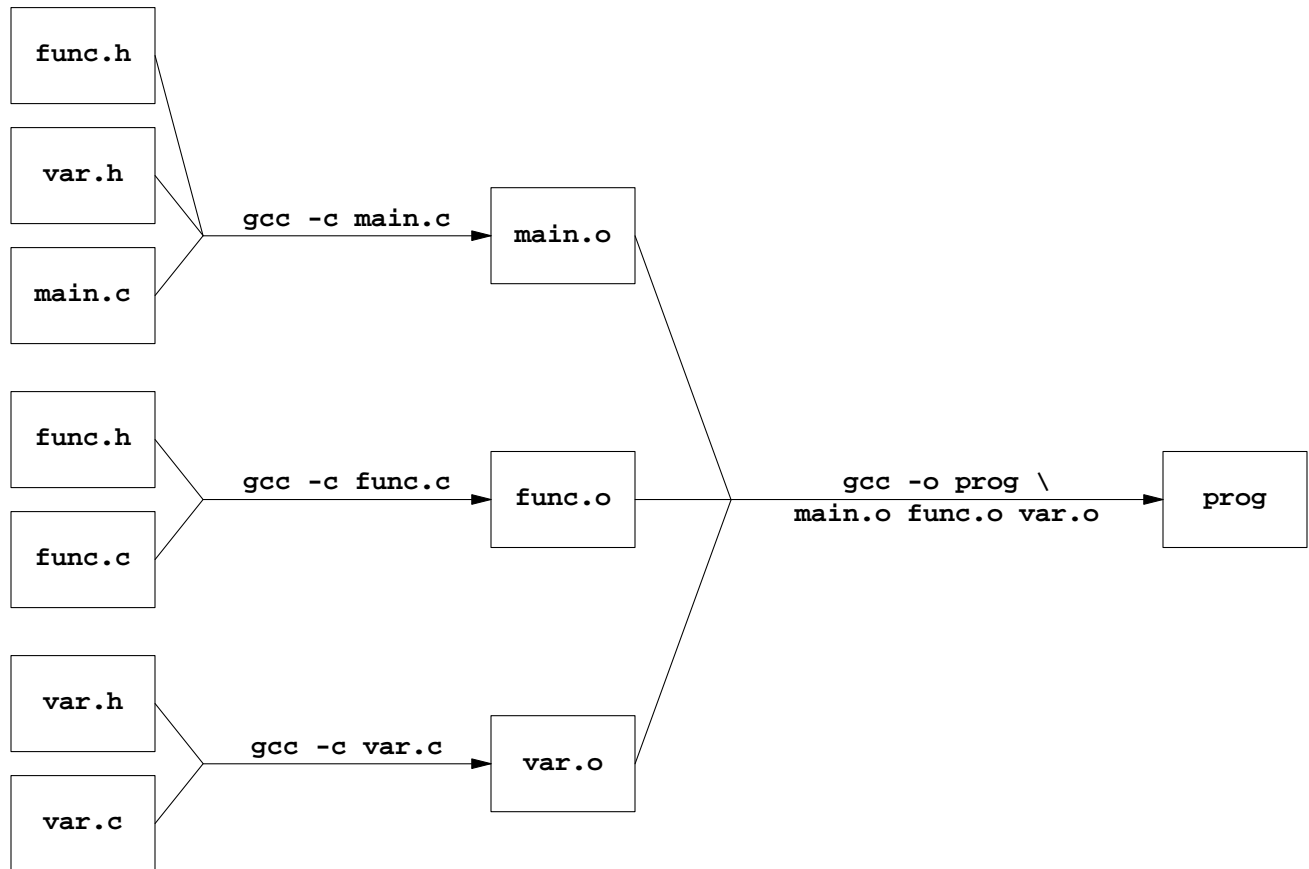 func.h
var.h
main.c
gcc -c main.c
main.o
func.h
func.c
gcc -c func.c
func.o
gcc -o prog \
main.o func.o var.o
prog
var.h
var.c
gcc -c var.c
var.o